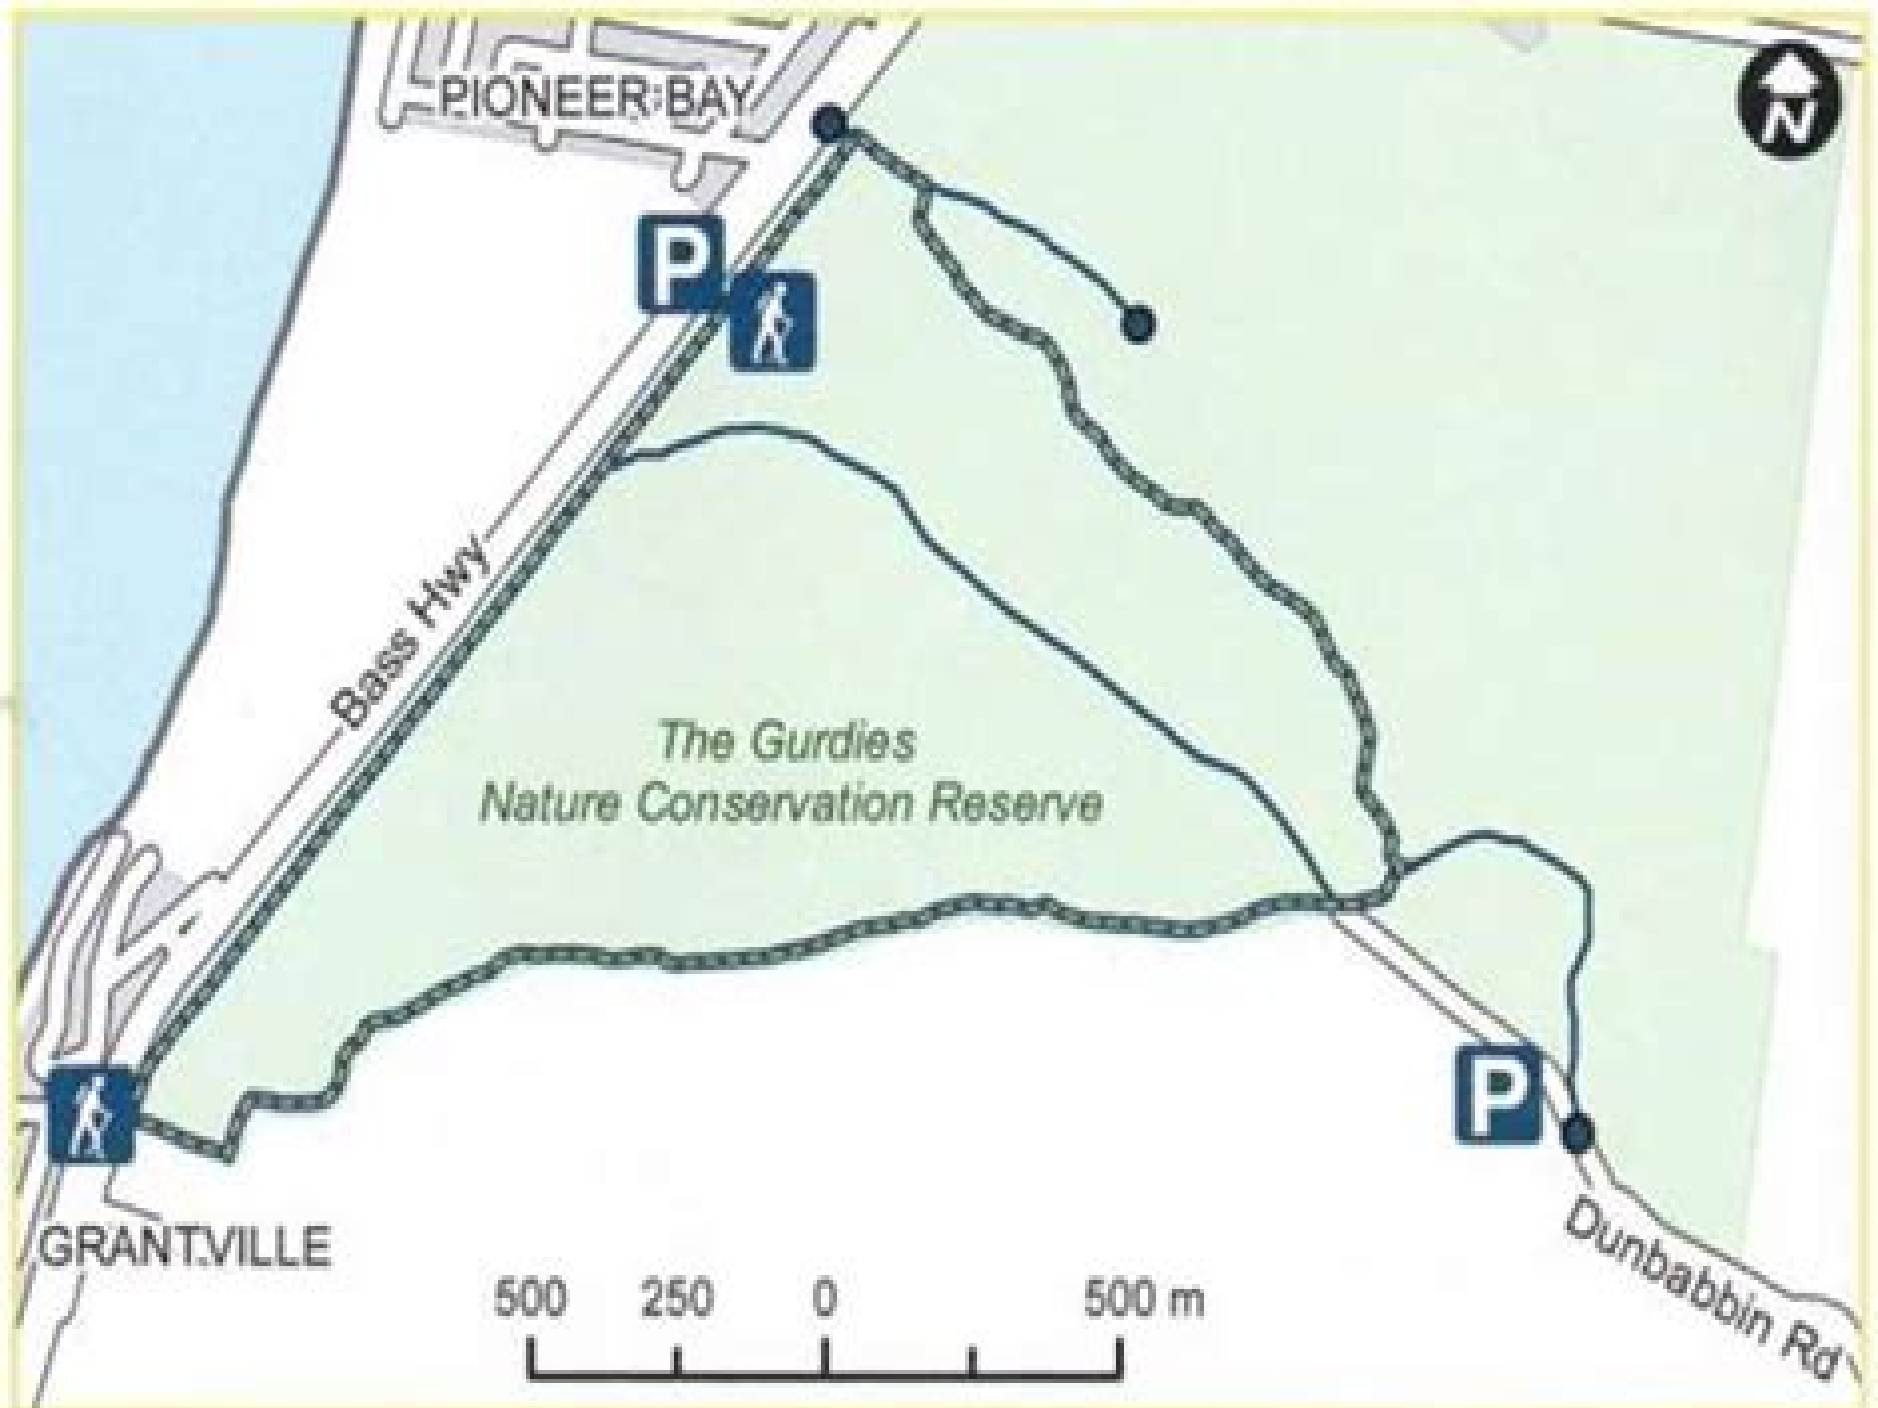 PIONEER BAY
N
P
Bass Hwy
The Gurdies
Nature Conservation Reserve
P
GRANTVILLE
Dunbabbin Rd
500 250 0 500 m